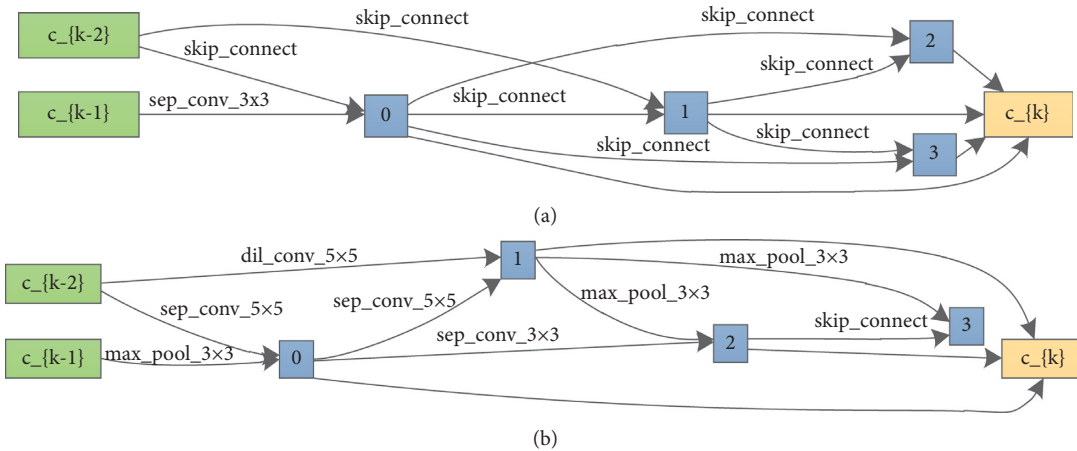 c_{k-2}
skip_connect
skip_connect
skip_connect
2
skip_connect
c_{k-1}
sep_conv_3x3
0
skip_connect
1
c_{k}
skip_connect
skip_connect
3
(a)
c_{k-2}
dil_conv_5×5
1
max_pool_3×3
sep_conv_5×5
sep_conv_5×5
max_pool_3×3
skip_connect
3
c_{k-1}
max_pool_3×3
0
sep_conv_3×3
2
c_{k}
(b)